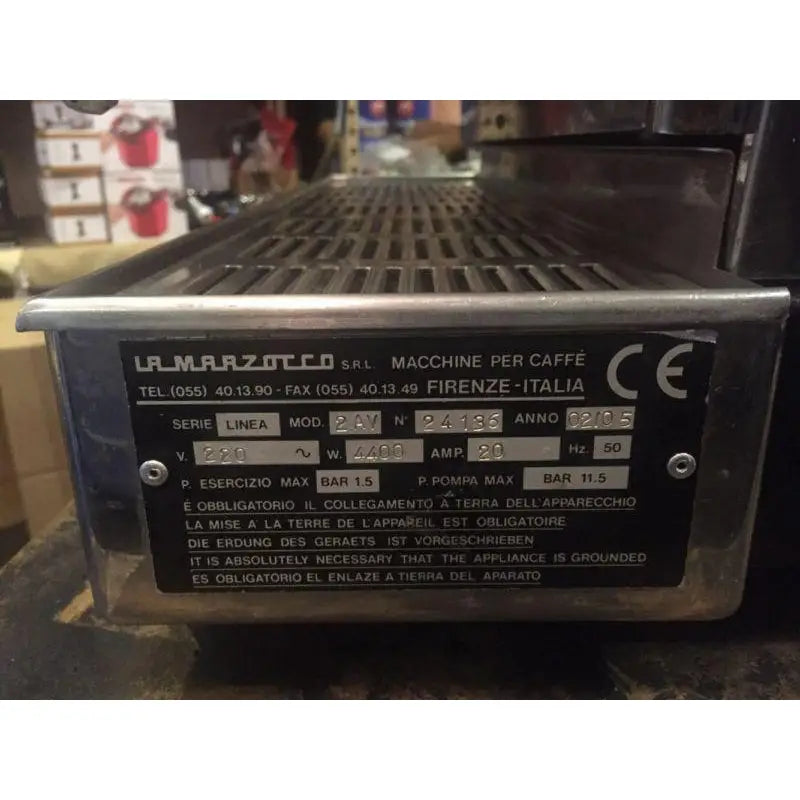 LA MARZOCCO S.R.L. MACCHINE PER CAFFÉ
TEL. (055) 40.13.90 - FAX (055) 40.13.49 FIRENZE - ITALIA
CE
SERIE LINEA MOD. 2AV N° 24136 ANNO 02/05
V. 220 ~ W. 4400 AMP. 20 Hz. 50
P. ESERCIZIO MAX BAR 1.5 P. POMPA MAX BAR 11.5
É OBBLIGATORIO IL COLLEGAMENTO A TERRA DELL'APPARECCHIO
LA MISE A LA TERRE DE L'APPAREIL EST OBLIGATOIRE
DIE ERDUNG DES GERAETS IST VORGESCHRIEBEN
IT IS ABSOLUTELY NECESSARY THAT THE APPLIANCE IS GROUNDED
ES OBLIGATORIO EL ENLAZE A TIERRA DEL APARATO